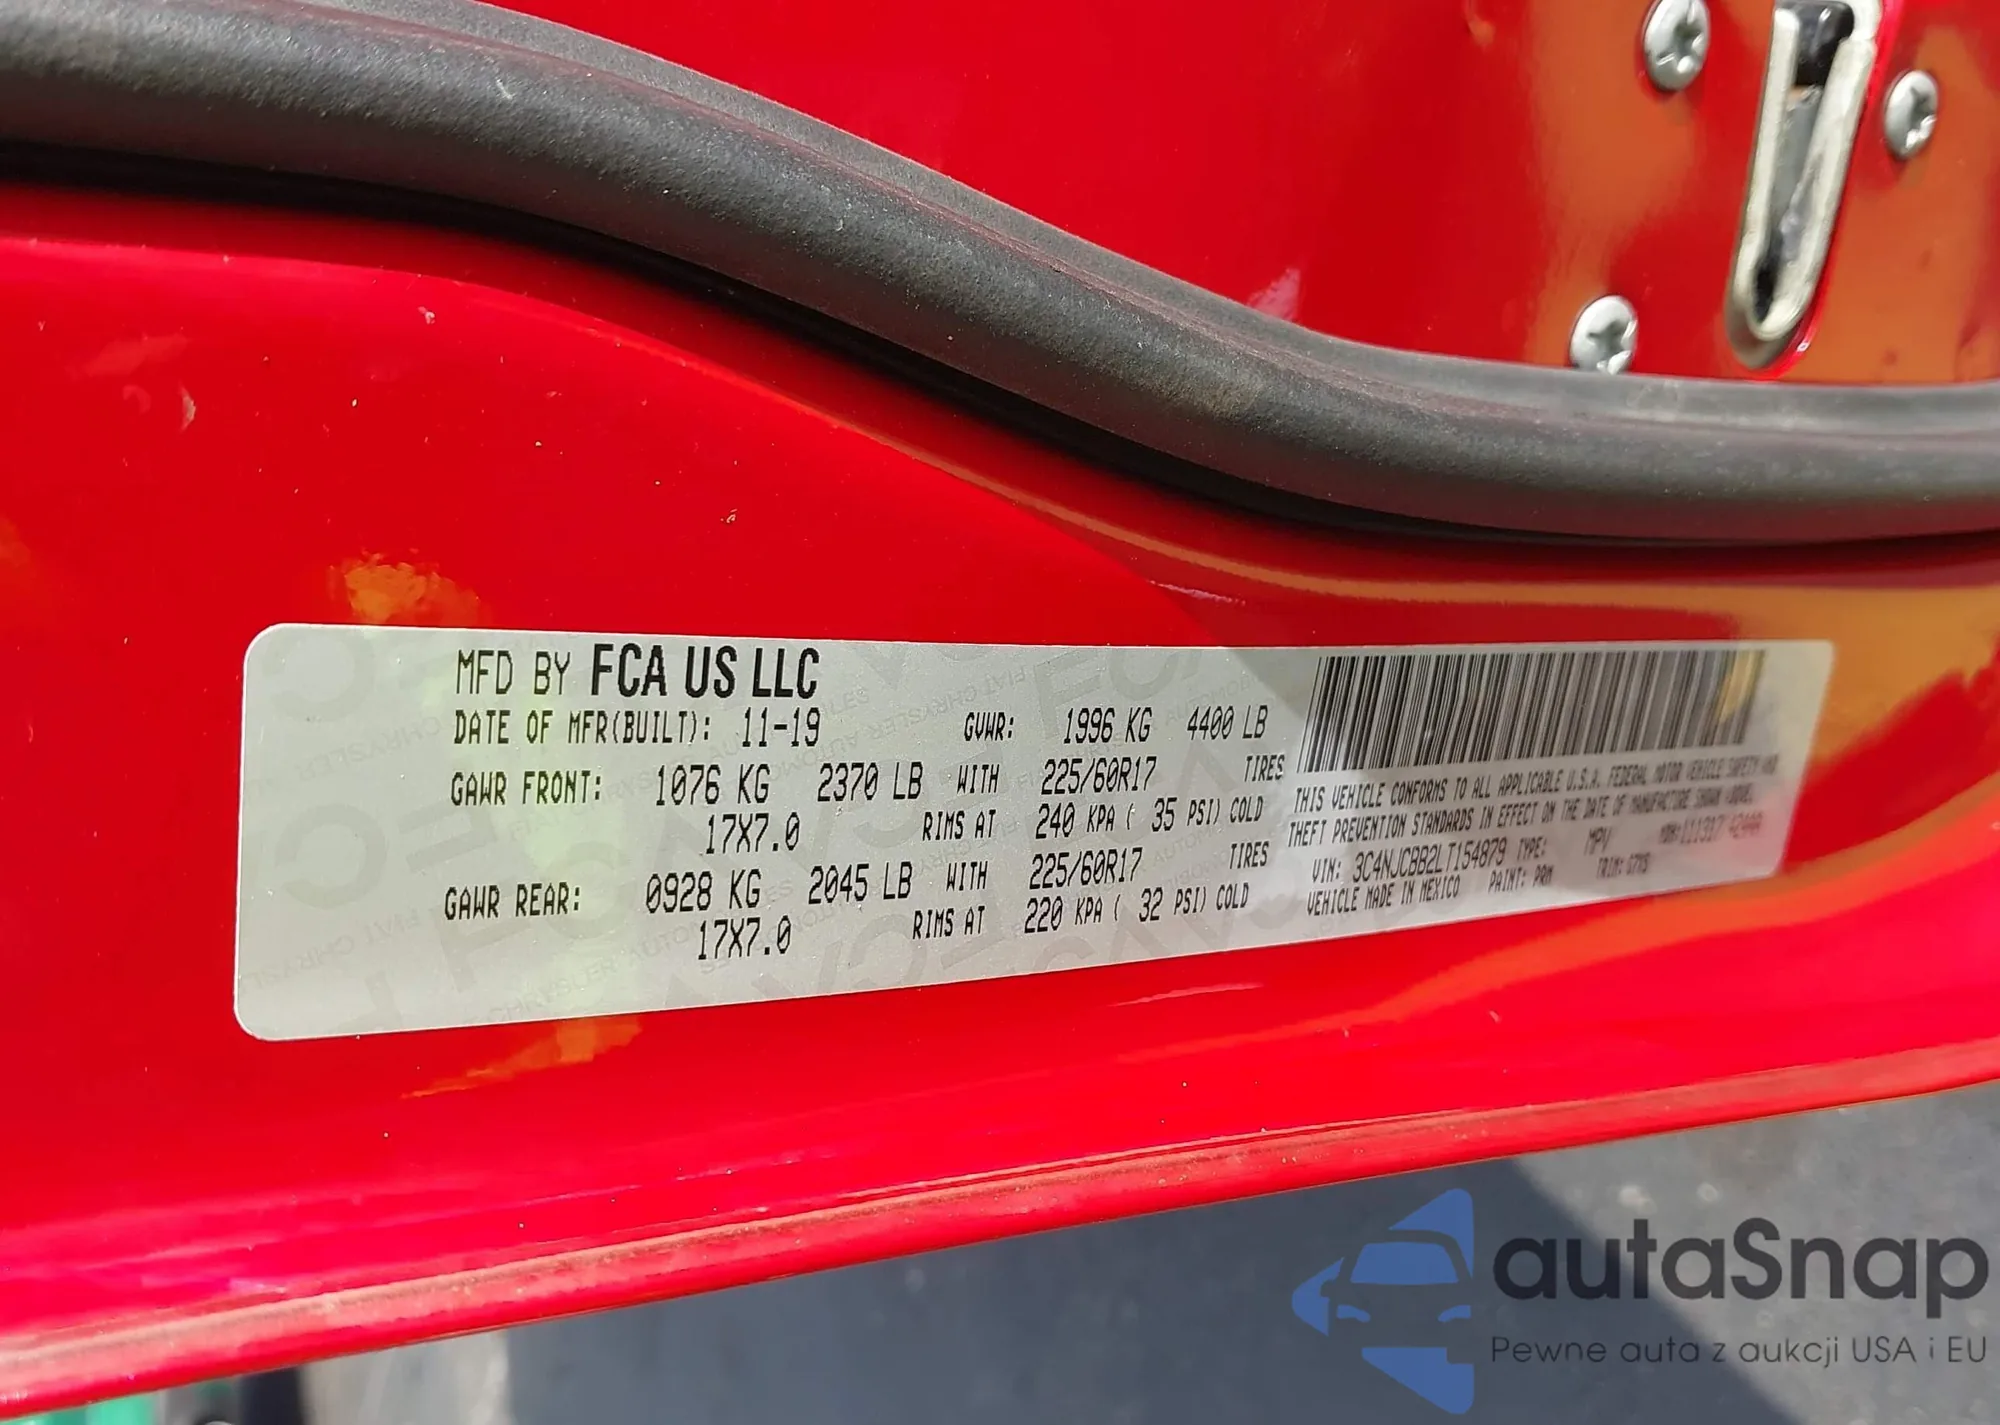 MFD BY FCA US LLC
DATE OF MFR(BUILT): 11-19 GVWR: 1996 KG 4400 LB
GAWR FRONT: 1076 KG 2370 LB WITH 225/60R17 TIRES
17X7.0 RIMS AT 240 KPA ( 35 PSI) COLD
GAWR REAR: 0928 KG 2045 LB WITH 225/60R17 TIRES
17X7.0 RIMS AT 220 KPA ( 32 PSI) COLD
THIS VEHICLE CONFORMS TO ALL APPLICABLE U.S.A. FEDERAL MOTOR VEHICLE SAFETY AND
THEFT PREVENTION STANDARDS IN EFFECT ON THE DATE OF MANUFACTURE SHOWN ABOVE.
VIN: 3C4NJCBB2LT154879 TYPE: MPV
VEHICLE MADE IN MEXICO PAINT: PRM TRIM:
autaSnap
Pewne auta z aukcji USA i EU